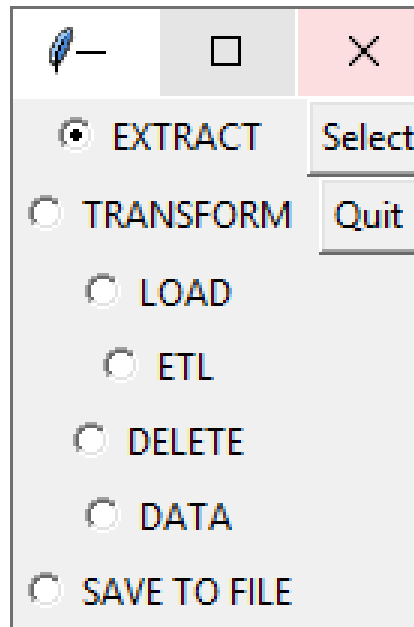 EXTRACT Select
TRANSFORM Quit
LOAD
ETL
DELETE
DATA
SAVE TO FILE